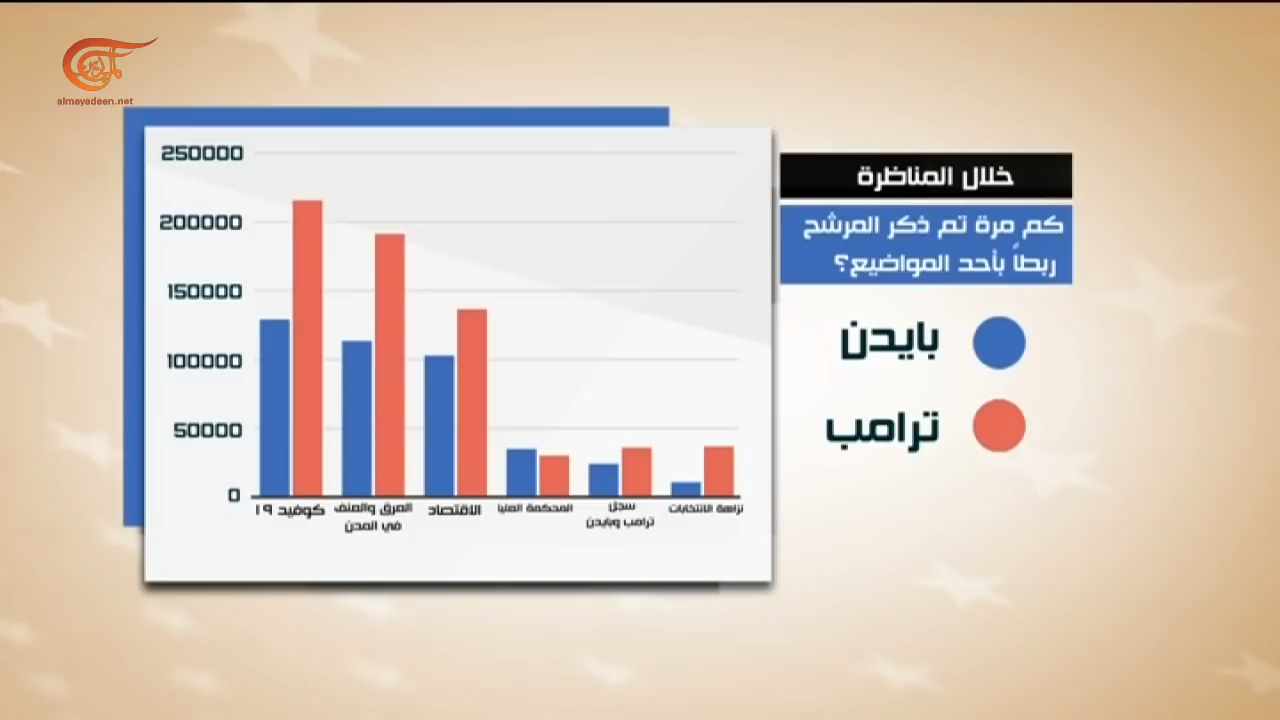 almayadeen.net
خلال المناظرة
كم مرة تم ذكر المرشح
ربطاً بأحد المواضيع؟
بايدن
ترامب
250000
200000
150000
100000
50000
0
كوفيد ١٩
العرق والعنف
في المدن
الاقتصاد
المحكمة العليا
سجل
ترامب وبايدن
نزاهة الانتخابات